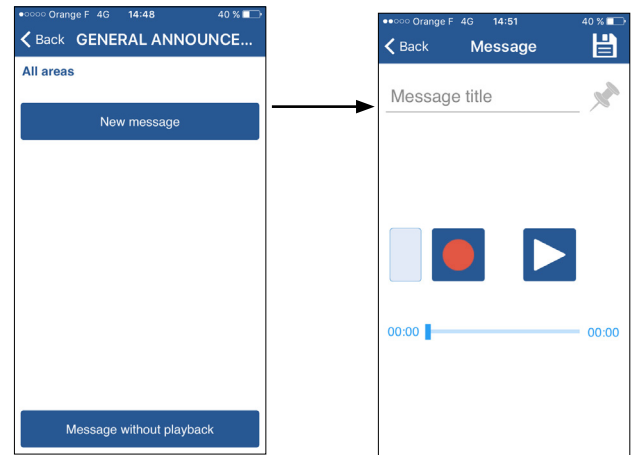 Orange F 4G 14:48 40 %
Back GENERAL ANNOUNCE...
All areas
New message
Message without playback
Orange F 4G 14:51 40 %
Back Message
Message title
00:00 00:00